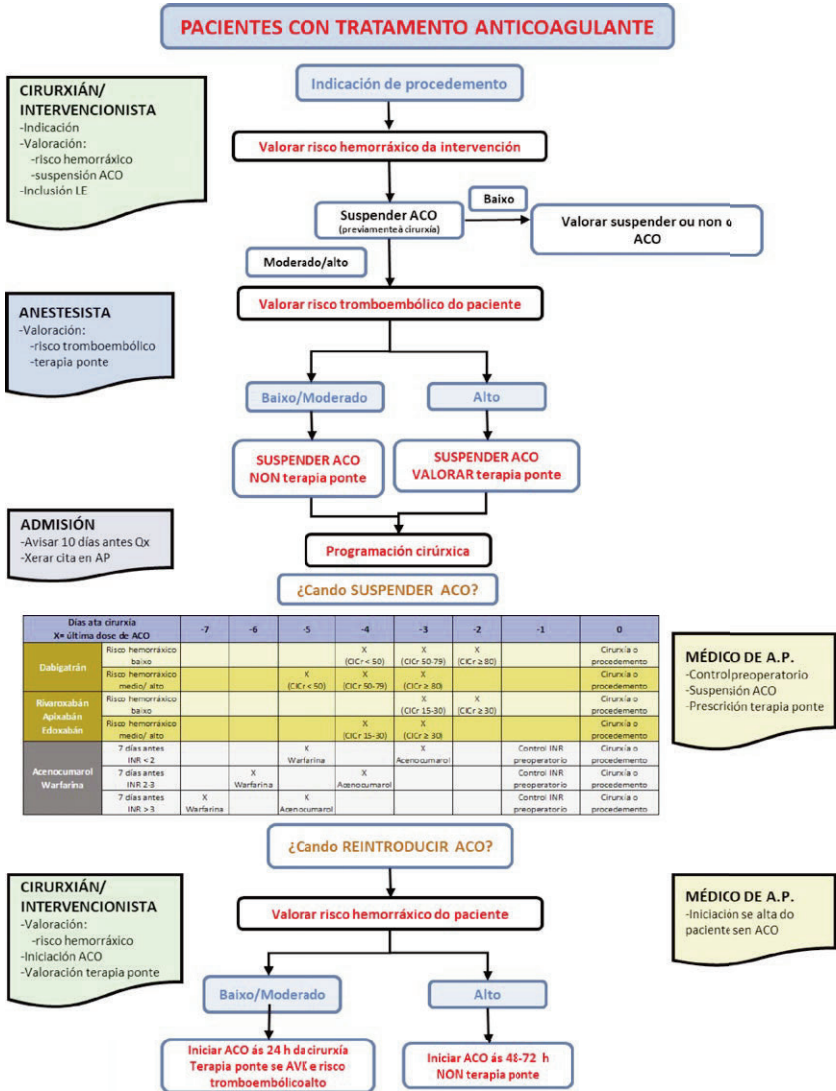 PACIENTES CON TRATAMENTO ANTICOAGULANTE
CIRURXIÁN/
INTERVENCIONISTA
-Indicación
-Valoración:
-risco hemorráxico
-suspensión ACO
-Inclusión LE
Indicación de procedemento
Valorar risco hemorráxico da intervención
Suspender ACO
(previamenteá cirurxía)
Baixo
Valorar suspender ou non o
ACO
Moderado/alto
Valorar risco tromboembólico do paciente
ANESTESISTA
-Valoración:
-risco tromboembólico
-terapia ponte
Baixo/Moderado
Alto
SUSPENDER ACO
NON terapia ponte
SUSPENDER ACO
VALORAR terapia ponte
ADMISIÓN
-Avisar 10 días antes Qx
-Xerar cita en AP
Programación cirúrxica
¿Cando SUSPENDER ACO?
Días ata cirurxía
X= última dose de ACO
-7 -6 -5 -4 -3 -2 -1 0
Dabigatrán
Risco hemorráxico baixo X (ClCr < 50) X (ClCr 50-79) X (ClCr ≥ 80) Cirurxía o procedemento
Risco hemorráxico medio/ alto X (ClCr < 50) X (ClCr 50-79) X (ClCr ≥ 80) Cirurxía o procedemento
Rivaroxabán
Apixabán
Edoxabán
Risco hemorráxico baixo X (ClCr 15-30) X (ClCr ≥ 30) Cirurxía o procedemento
Risco hemorráxico medio/ alto X (ClCr 15-30) X (ClCr ≥ 30) Cirurxía o procedemento
Acenocumarol
Warfarina
7 días antes INR < 2 X Warfarina X Acenocumarol Control INR preoperatorio Cirurxía o procedemento
7 días antes INR 2-3 X Warfarina X Acenocumarol Control INR preoperatorio Cirurxía o procedemento
7 días antes INR > 3 X Warfarina X Acenocumarol Control INR preoperatorio Cirurxía o procedemento
MÉDICO DE A.P.
-Control preoperatorio
-Suspensión ACO
-Prescrición terapia ponte
¿Cando REINTRODUCIR ACO?
CIRURXIÁN/
INTERVENCIONISTA
-Valoración:
-risco hemorráxico
-Iniciación ACO
-Valoración terapia ponte
Valorar risco hemorráxico do paciente
MÉDICO DE A.P.
-Iniciación se alta do
paciente sen ACO
Baixo/Moderado
Alto
Iniciar ACO ás 24 h da cirurxía
Terapia ponte se AVK e risco
tromboembólico alto
Iniciar ACO ás 48-72 h
NON terapia ponte